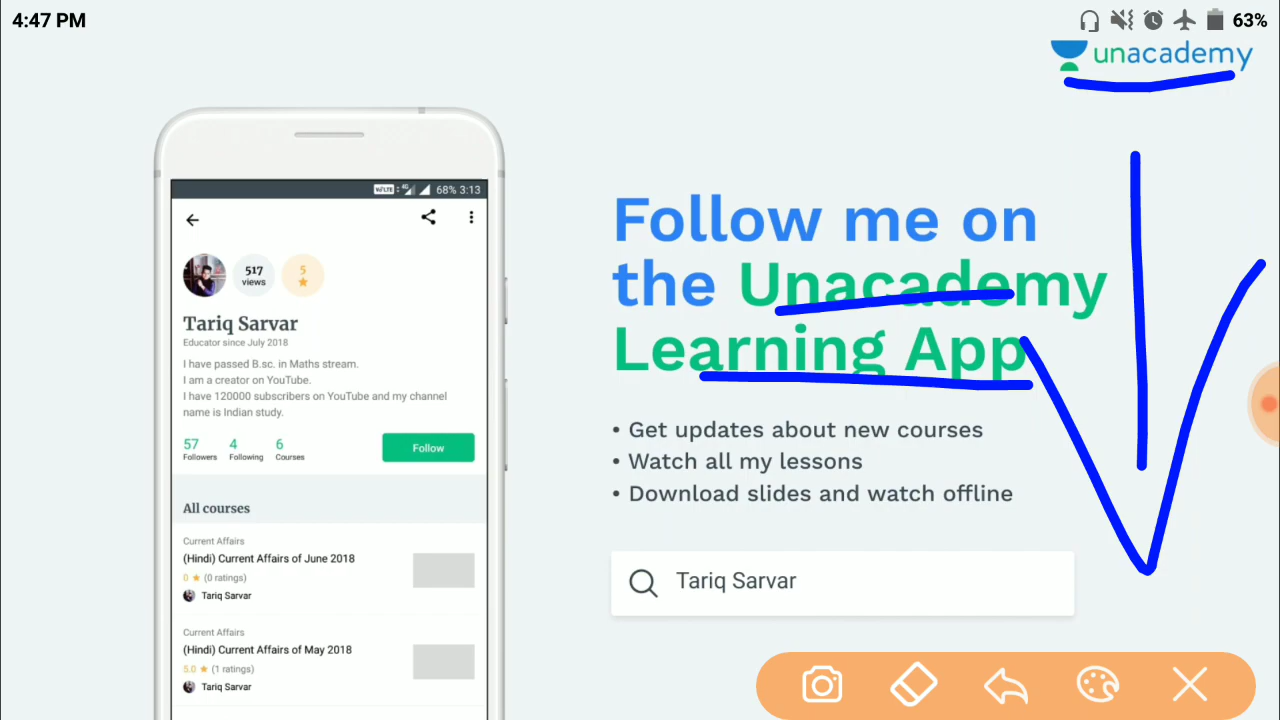 4:47 PM
63%
unacademy
VoLTE 4G 68% 3:13
517
views
5
Tariq Sarvar
Educator since July 2018
I have passed B.sc. in Maths stream.
I am a creator on YouTube.
I have 120000 subscribers on YouTube and my channel
name is Indian study.
57 4 6
Followers Following Courses
Follow
All courses
Current Affairs
(Hindi) Current Affairs of June 2018
0 ★ (0 ratings)
Tariq Sarvar
Current Affairs
(Hindi) Current Affairs of May 2018
5.0 ★ (1 ratings)
Tariq Sarvar
Follow me on
the Unacademy
Learning App
• Get updates about new courses
• Watch all my lessons
• Download slides and watch offline
Tariq Sarvar